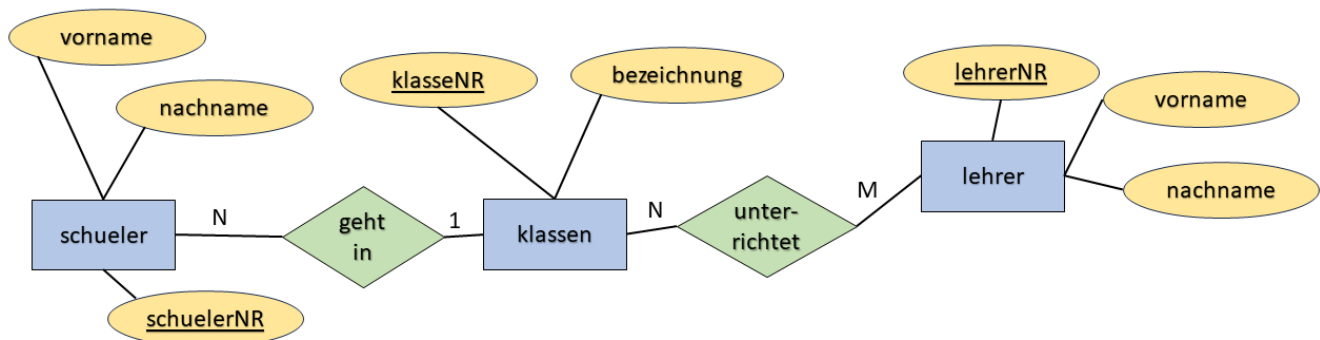 vorname
nachname
schueler
schuelerNR
N
geht
in
1
klasseNR
bezeichnung
klassen
N
unter-
richtet
M
lehrerNR
vorname
lehrer
nachname